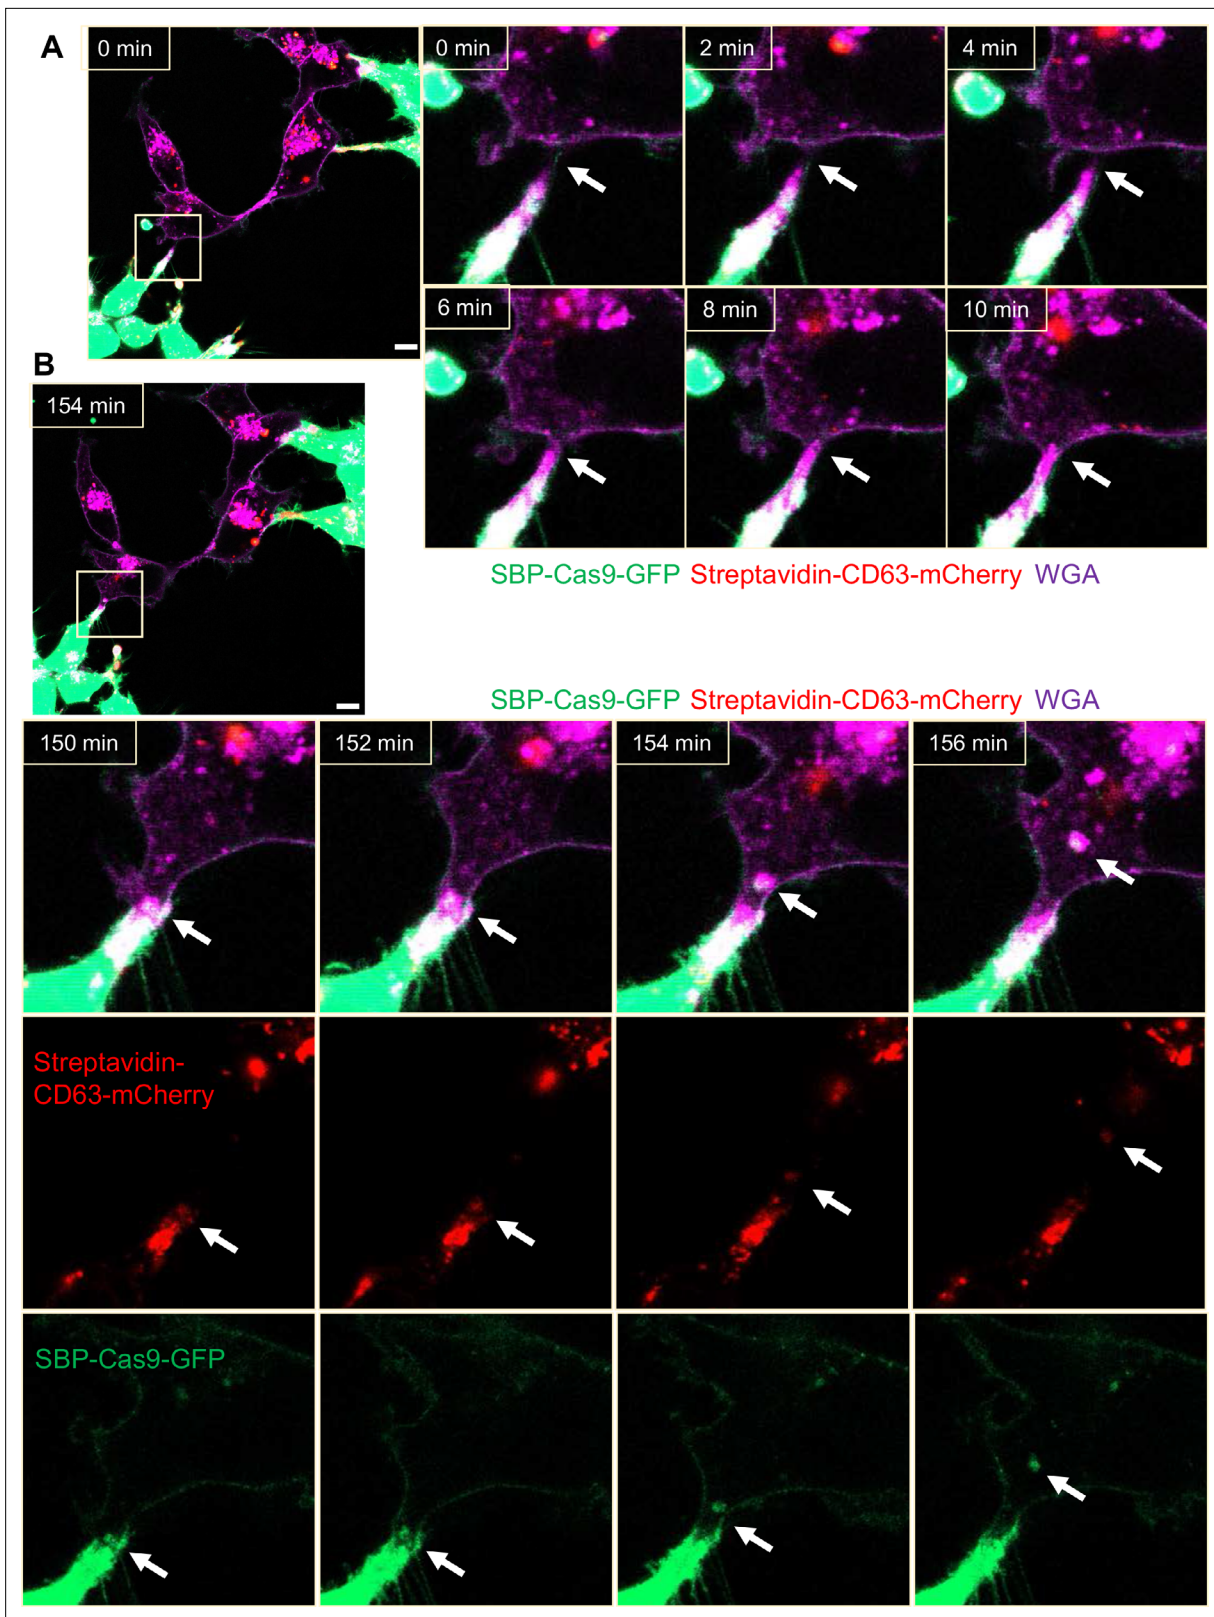 A
0 min
0 min
2 min
4 min
6 min
8 min
10 min
SBP-Cas9-GFP Streptavidin-CD63-mCherry WGA
B
154 min
SBP-Cas9-GFP Streptavidin-CD63-mCherry WGA
150 min
152 min
154 min
156 min
Streptavidin-
CD63-mCherry
SBP-Cas9-GFP